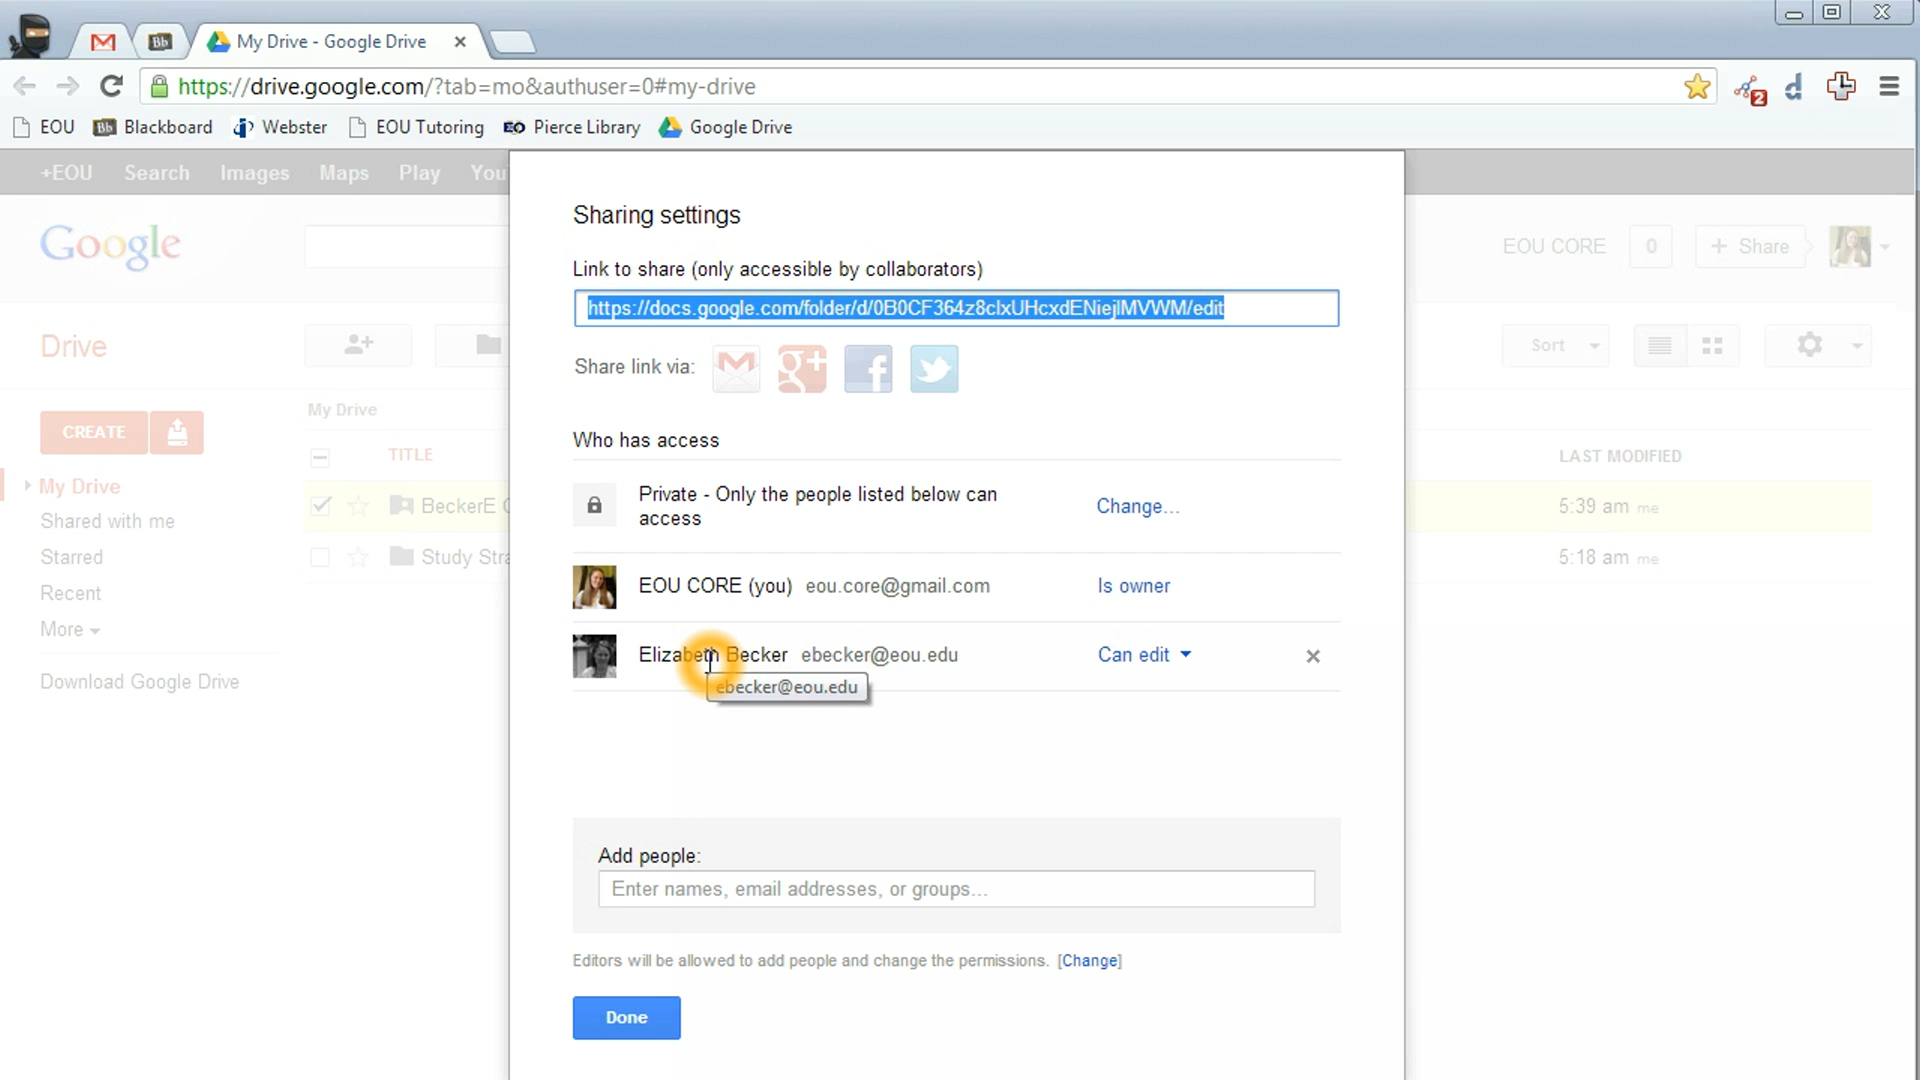 My Drive - Google Drive
https://drive.google.com/?tab=mo&authuser=0#my-drive
2
EOU Bb Blackboard Webster EOU Tutoring EO Pierce Library Google Drive
+EOU Search Images Maps Play You
Sharing settings
Google
EOU CORE 0 + Share
Link to share (only accessible by collaborators)
https://docs.google.com/folder/d/0B0CF364z8clxUHcxdENiejlMVWM/edit
Drive
Sort
Share link via:
My Drive
CREATE
Who has access
TITLE
LAST MODIFIED
My Drive
Shared with me
Starred
Recent
More
Download Google Drive
BeckerE
5:39 am me
Study Stra
5:18 am me
Private - Only the people listed below can
access
Change...
EOU CORE (you) eou.core@gmail.com Is owner
Elizabeth Becker ebecker@eou.edu Can edit
ebecker@eou.edu
Add people:
Enter names, email addresses, or groups...
Editors will be allowed to add people and change the permissions. [Change]
Done